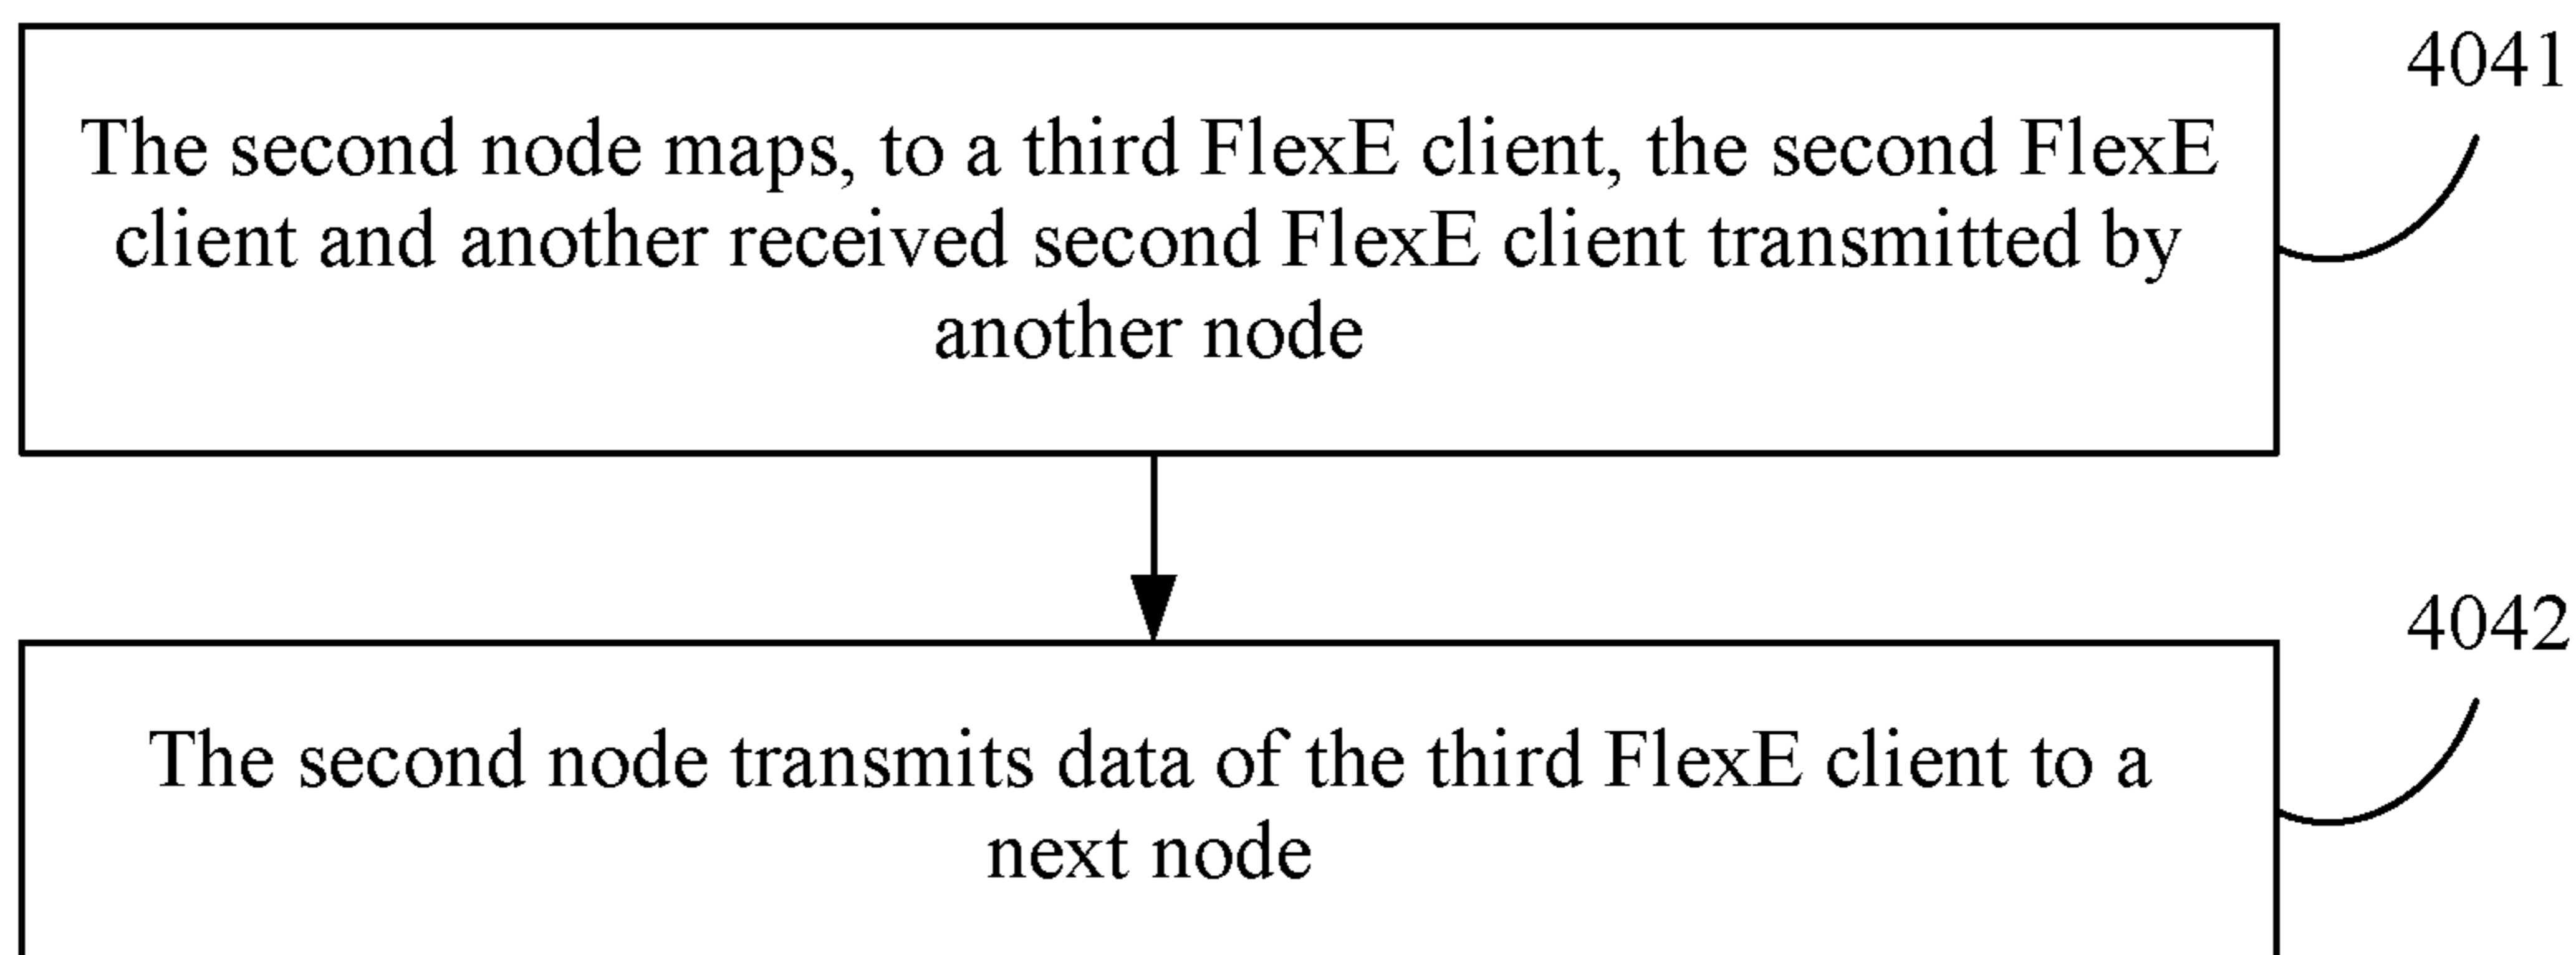 4041
The second node maps, to a third FlexE client, the second FlexE
client and another received second FlexE client transmitted by
another node
4042
The second node transmits data of the third FlexE client to a
next node